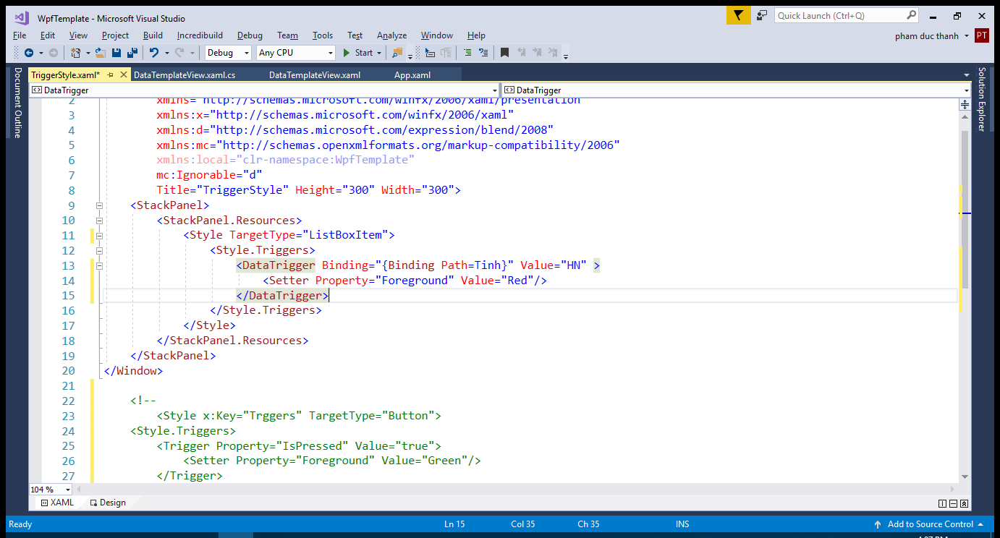 WpfTemplate - Microsoft Visual Studio
Quick Launch (Ctrl+Q)
File Edit View Project Build Incredibuild Debug Team Tools Test Analyze Window Help
pham duc thanh PT
Debug Any CPU Start
TriggerStyle.xaml* DataTemplateView.xaml.cs DataTemplateView.xaml App.xaml
Document Outline
Solution Explorer
DataTrigger DataTrigger
2 xmlns="http://schemas.microsoft.com/winfx/2006/xaml/presentation"
3 xmlns:x="http://schemas.microsoft.com/winfx/2006/xaml"
4 xmlns:d="http://schemas.microsoft.com/expression/blend/2008"
5 xmlns:mc="http://schemas.openxmlformats.org/markup-compatibility/2006"
6 xmlns:local="clr-namespace:WpfTemplate"
7 mc:Ignorable="d"
8 Title="TriggerStyle" Height="300" Width="300">
9 <StackPanel>
10 <StackPanel.Resources>
11 <Style TargetType="ListBoxItem">
12 <Style.Triggers>
13 <DataTrigger Binding="{Binding Path=Tinh}" Value="HN" >
14 <Setter Property="Foreground" Value="Red"/>
15 </DataTrigger>
16 </Style.Triggers>
17 </Style>
18 </StackPanel.Resources>
19 </StackPanel>
20 </Window>
21
22 <!--
23 <Style x:Key="Trggers" TargetType="Button">
24 <Style.Triggers>
25 <Trigger Property="IsPressed" Value="true">
26 <Setter Property="Foreground" Value="Green"/>
27 </Trigger>
104 %
XAML Design
Ready Ln 15 Col 35 Ch 35 INS Add to Source Control